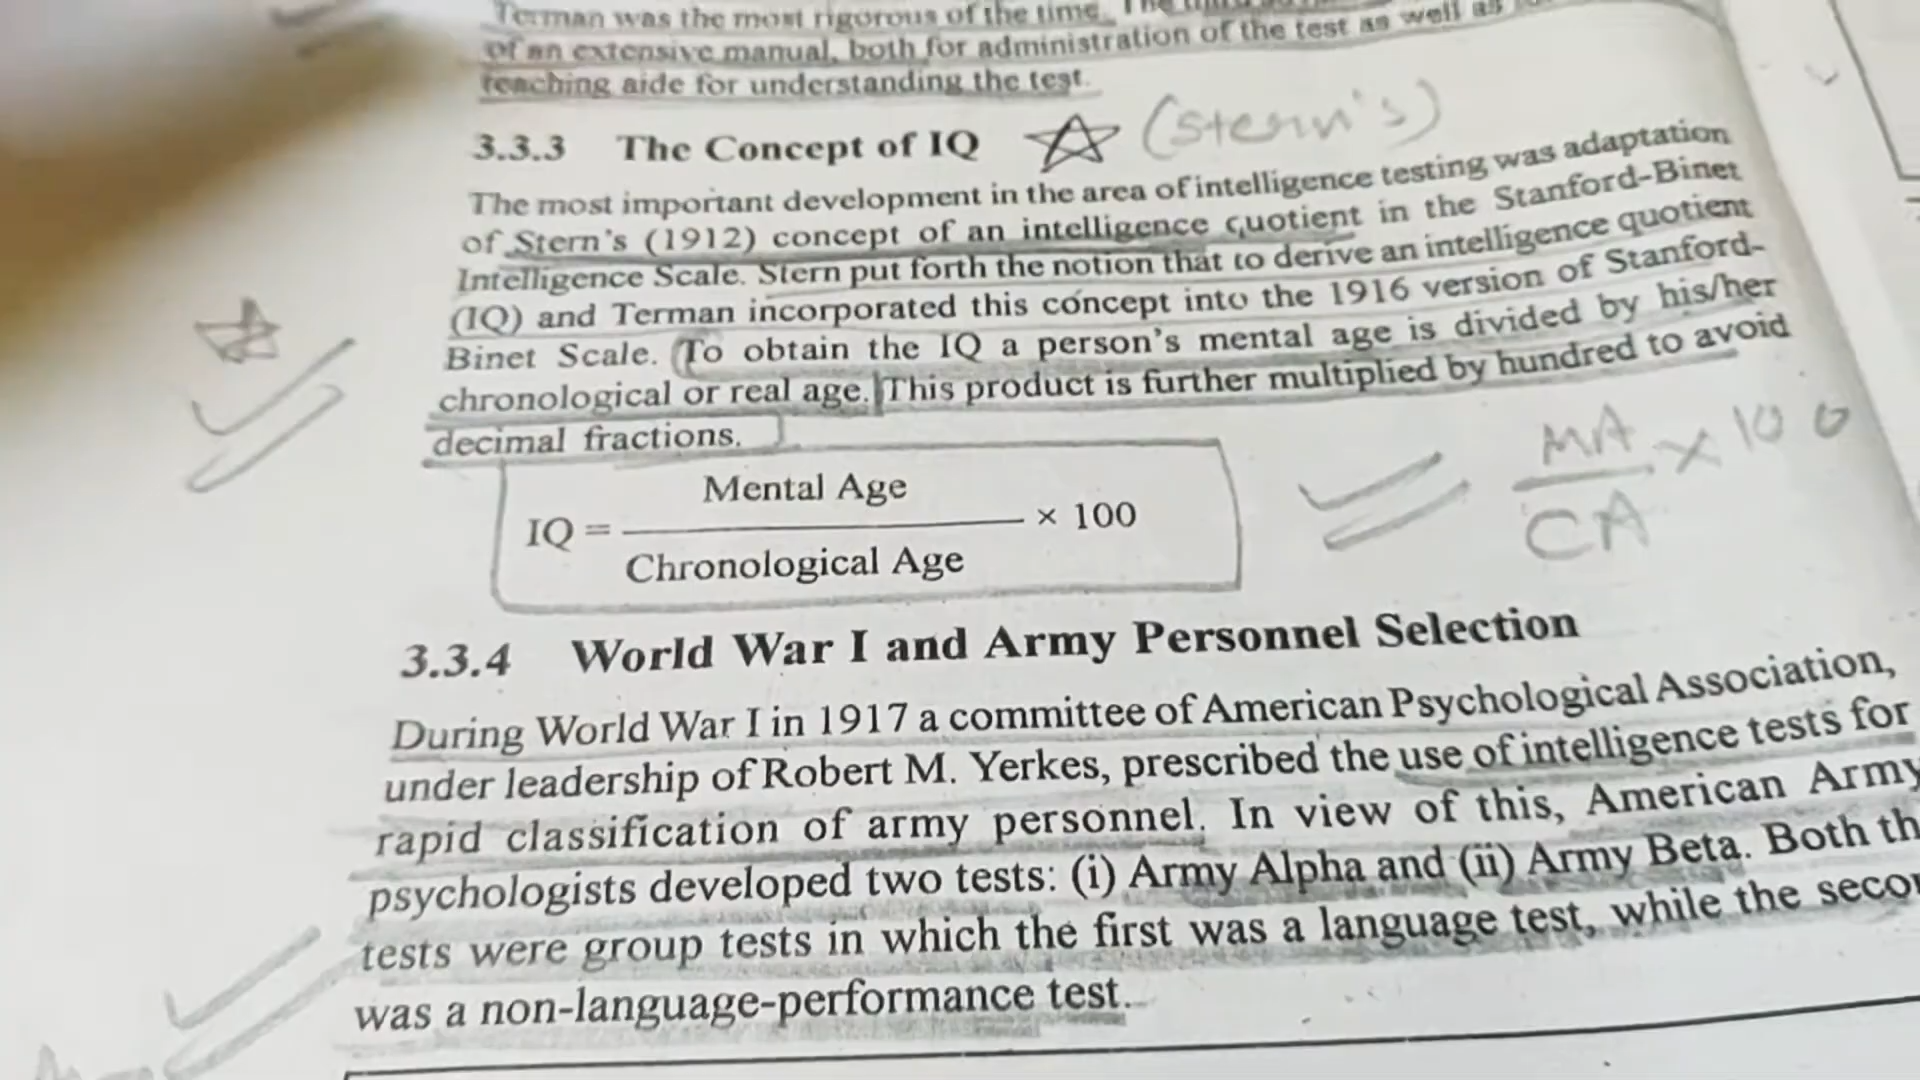 Terman was the most rigorous of the time. The
of an extensive manual, both for administration of the test as well as
teaching aide for understanding the test.
3.3.3 The Concept of IQ (Stern's)
The most important development in the area of intelligence testing was adaptation
of Stern's (1912) concept of an intelligence quotient in the Stanford-Binet
Intelligence Scale. Stern put forth the notion that to derive an intelligence quotient
(IQ) and Terman incorporated this concept into the 1916 version of Stanford-
Binet Scale. (To obtain the IQ a person's mental age is divided by his/her
chronological or real age. This product is further multiplied by hundred to avoid
decimal fractions.
Mental Age
IQ = × 100
Chronological Age
MA × 100
CA
3.3.4 World War I and Army Personnel Selection
During World War I in 1917 a committee of American Psychological Association,
under leadership of Robert M. Yerkes, prescribed the use of intelligence tests for
rapid classification of army personnel. In view of this, American Army
psychologists developed two tests: (i) Army Alpha and (ii) Army Beta. Both th
tests were group tests in which the first was a language test, while the secon
was a non-language-performance test.